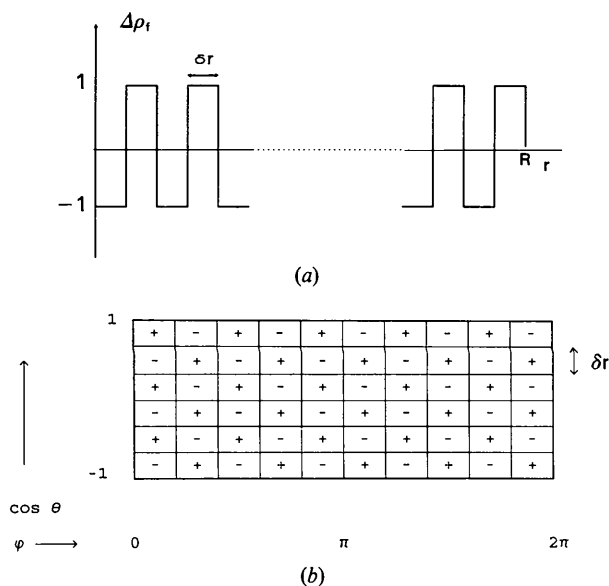 Δρf
δr
1
−1
R r
(a)
1
+ - + - + - + - + -
- + - + - + - + - +
δr
+ - + - + - + - + -
- + - + - + - + - +
+ - + - + - + - + -
- + - + - + - + - +
-1
cos θ
φ 0 π 2π
(b)